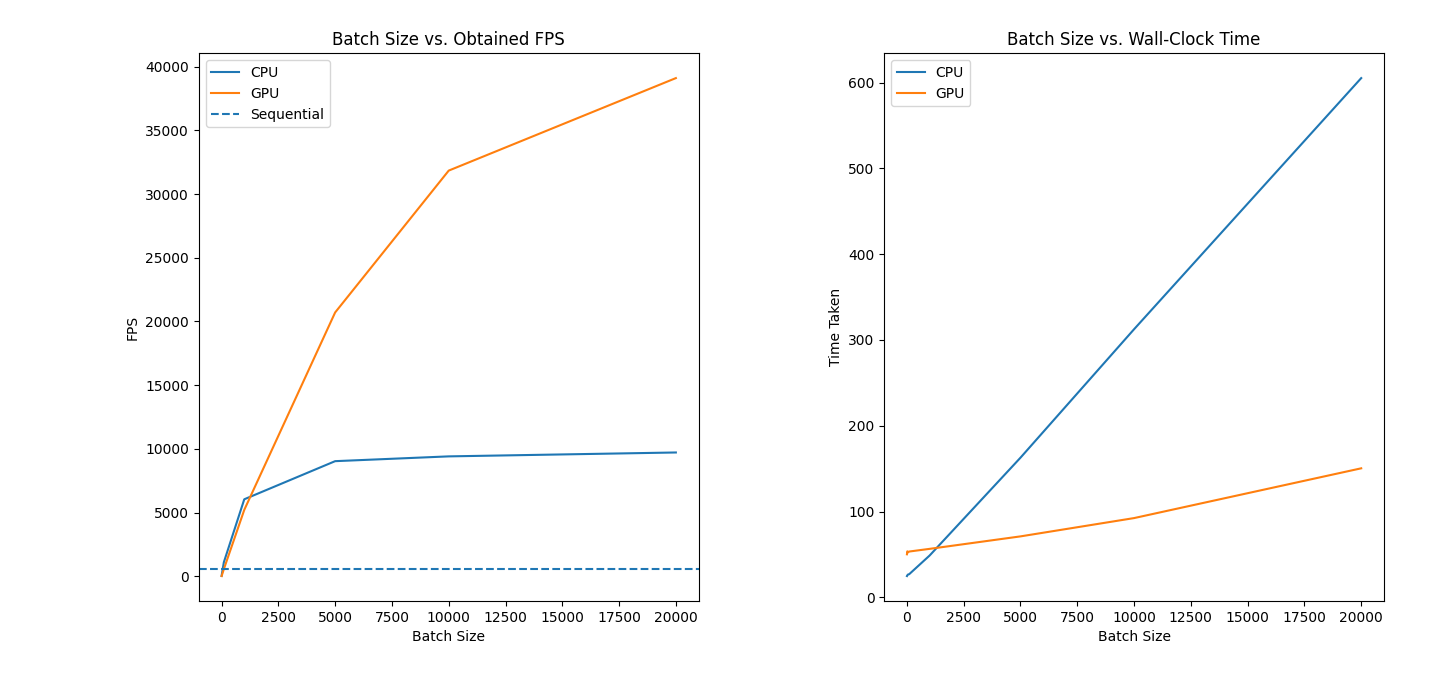 Batch Size vs. Obtained FPS
CPU
GPU
Sequential
40000
35000
30000
25000
20000
15000
10000
5000
0
FPS
0 2500 5000 7500 10000 12500 15000 17500 20000
Batch Size
Batch Size vs. Wall-Clock Time
CPU
GPU
600
500
400
300
200
100
0
Time Taken
0 2500 5000 7500 10000 12500 15000 17500 20000
Batch Size